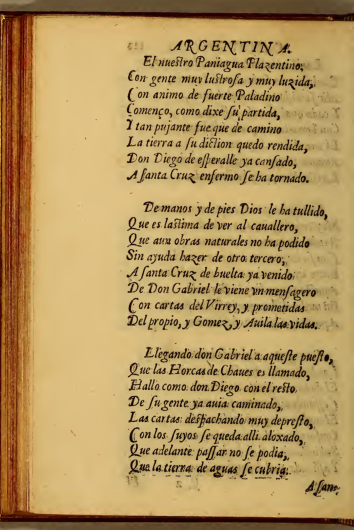 ARGENTINA.
El nuestro Paniagua Plazentino,
Con gente muy lustrosa y muy luzida,
Con animo de fuerte Paladino
Començo, como dixe su partida,
I tan pujante fue que de camino
La tierra a su diction quedo rendida,
Don Diego de esperalle ya cansado,
A santa Cruz enfermo se ha tornado.
De manos y de pies Dios le ha tullido,
Que es lastima de ver al cauallero,
Que aun obras naturales no ha podido
Sin ayuda hazer de otro tercero,
A santa Cruz de buelta ya venido
De Don Gabriel le viene vn mensagero
Con cartas del Virrey, y prometidas
Del propio, y Gomez, y Auila las vidas.
Llegando don Gabriel a aqueste puesto,
Que las Horcas de Chaues es llamado,
Hallo como don Diego con el resto
De su gente ya auia caminado,
Las cartas despachando muy depresto,
Con los suyos se queda alli aloxado,
Que adelante passar no se podia,
Que la tierra de aguas se cubria.
A san-